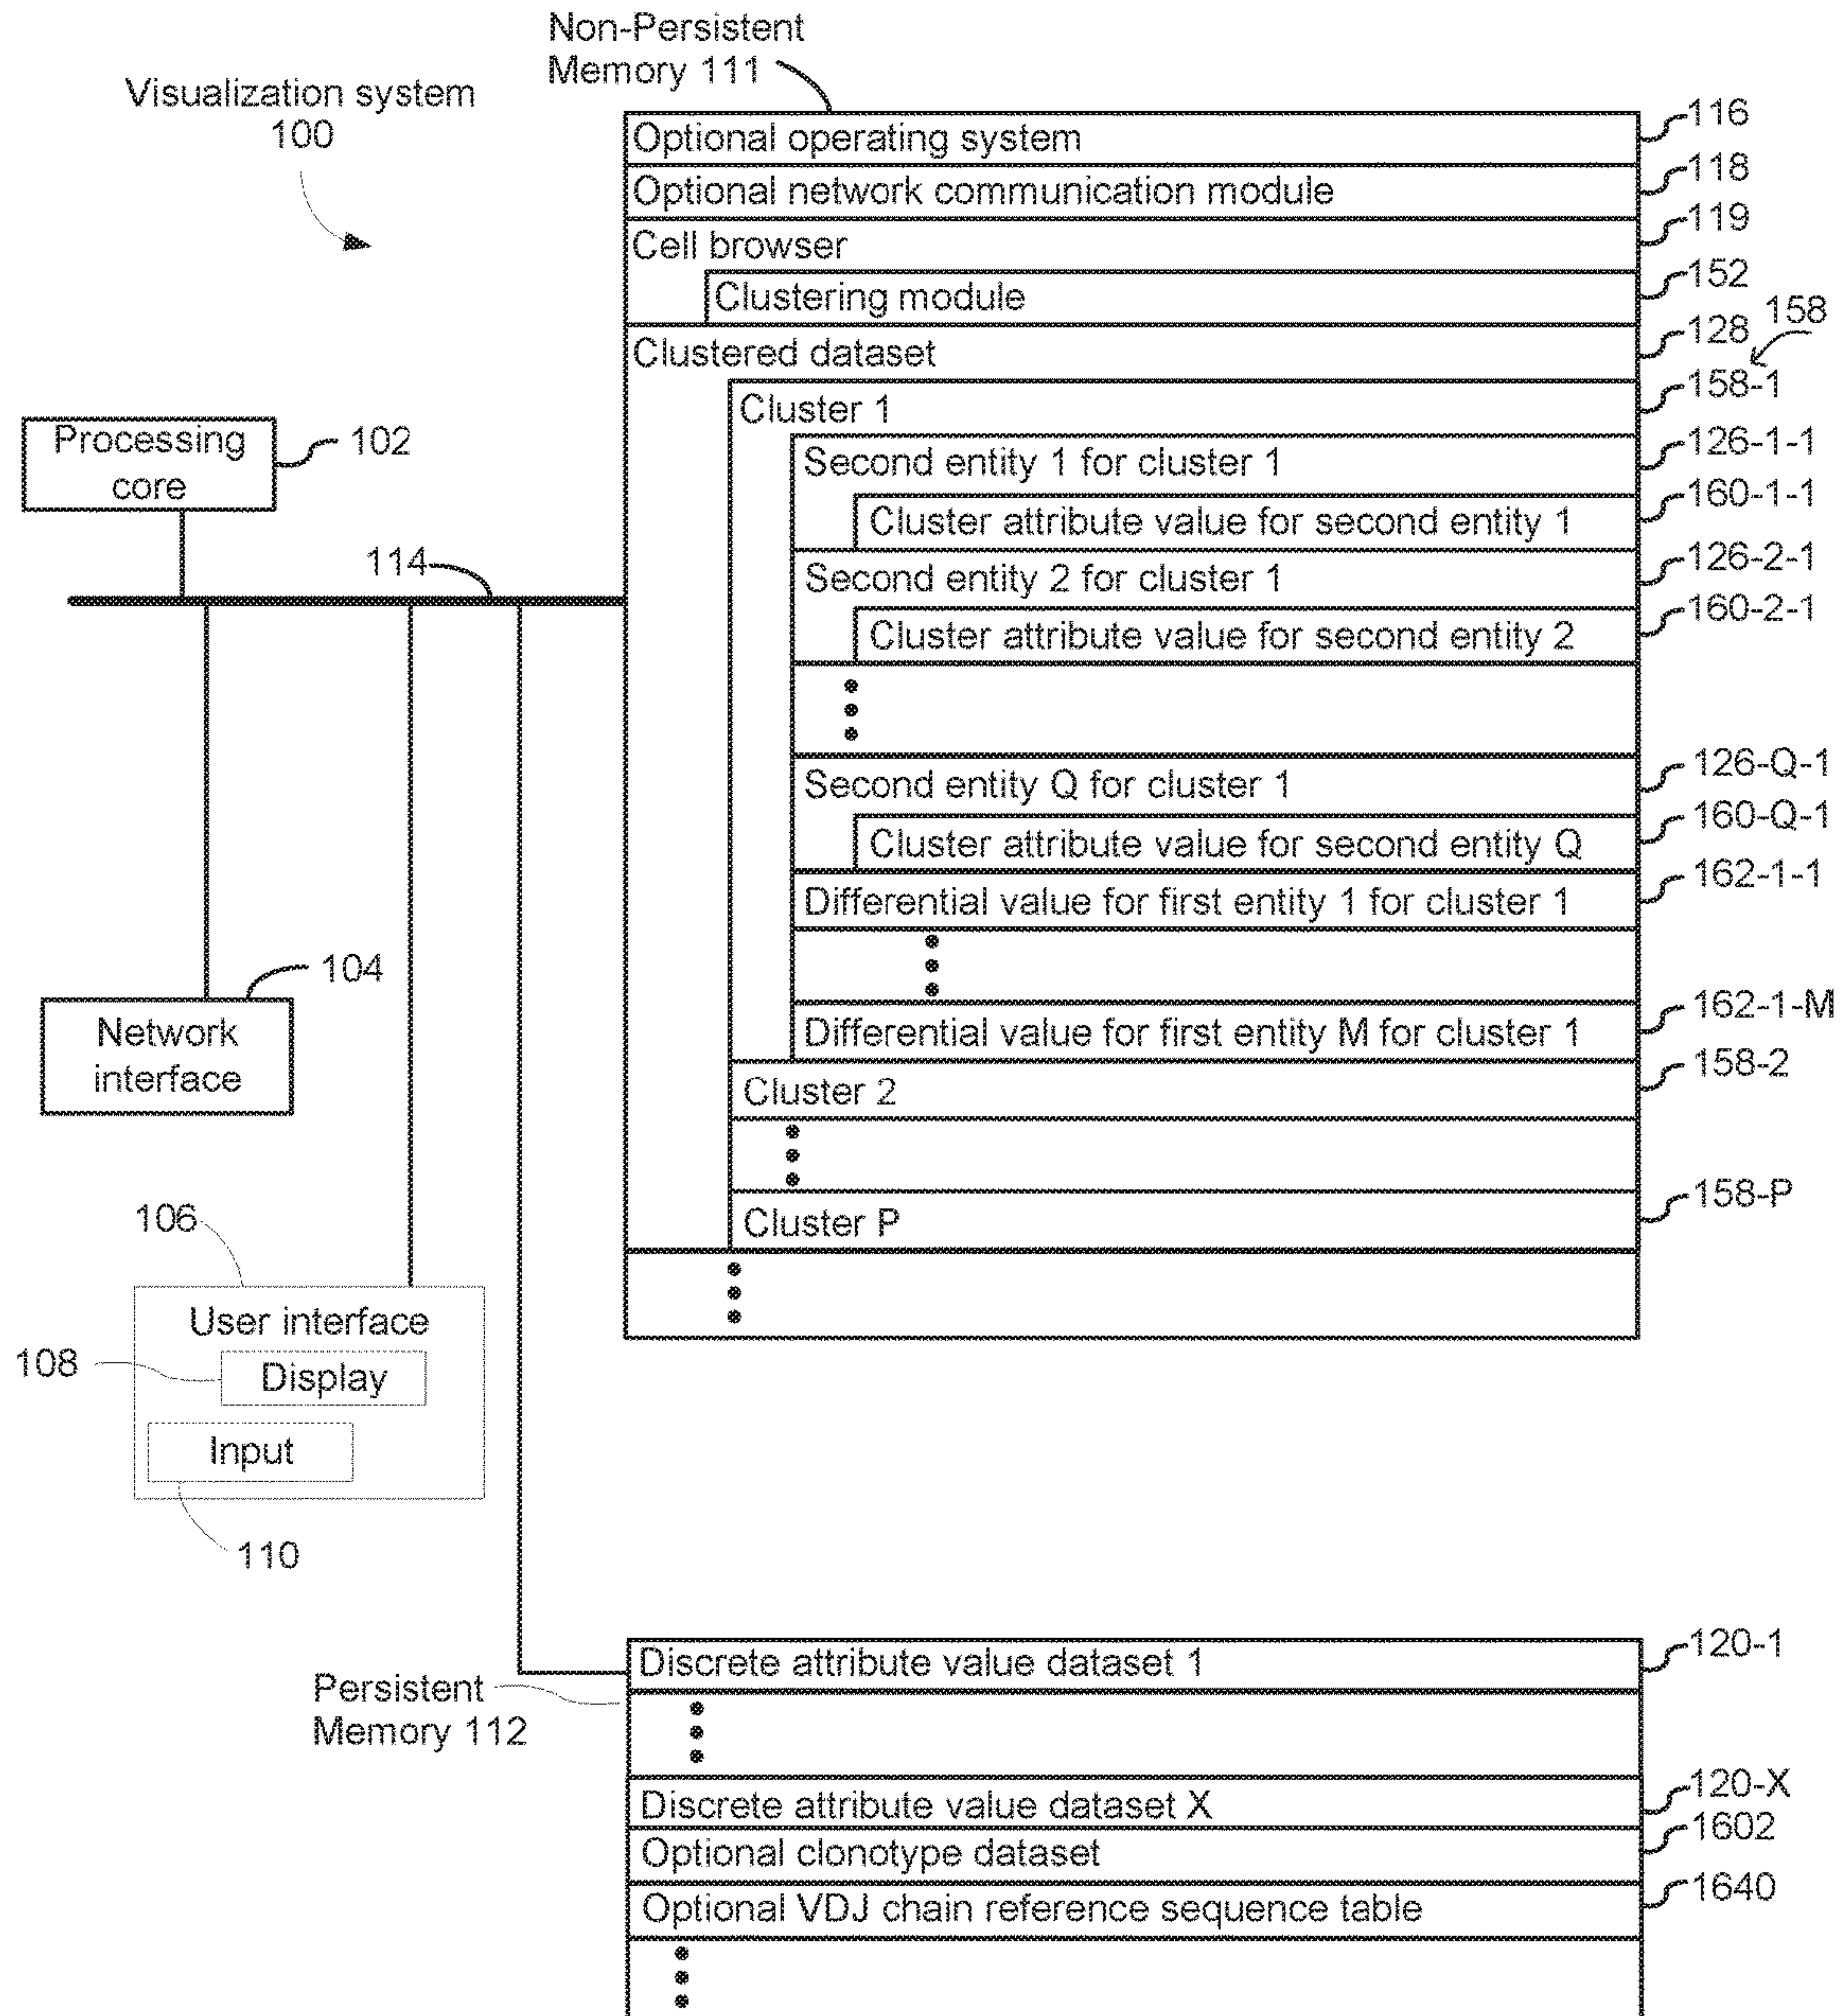 Non-Persistent
Memory 111
Visualization system
100
Optional operating system
116
Optional network communication module
118
Cell browser
119
Clustering module
152
Clustered dataset
128
158
Cluster 1
158-1
Second entity 1 for cluster 1
126-1-1
Cluster attribute value for second entity 1
160-1-1
Second entity 2 for cluster 1
126-2-1
Cluster attribute value for second entity 2
160-2-1
Second entity Q for cluster 1
126-Q-1
Cluster attribute value for second entity Q
160-Q-1
Differential value for first entity 1 for cluster 1
162-1-1
Differential value for first entity M for cluster 1
162-1-M
Cluster 2
158-2
Cluster P
158-P
Processing
core
102
114
104
Network
interface
106
User interface
108
Display
Input
110
Persistent
Memory 112
Discrete attribute value dataset 1
120-1
Discrete attribute value dataset X
120-X
Optional clonotype dataset
1602
Optional VDJ chain reference sequence table
1640